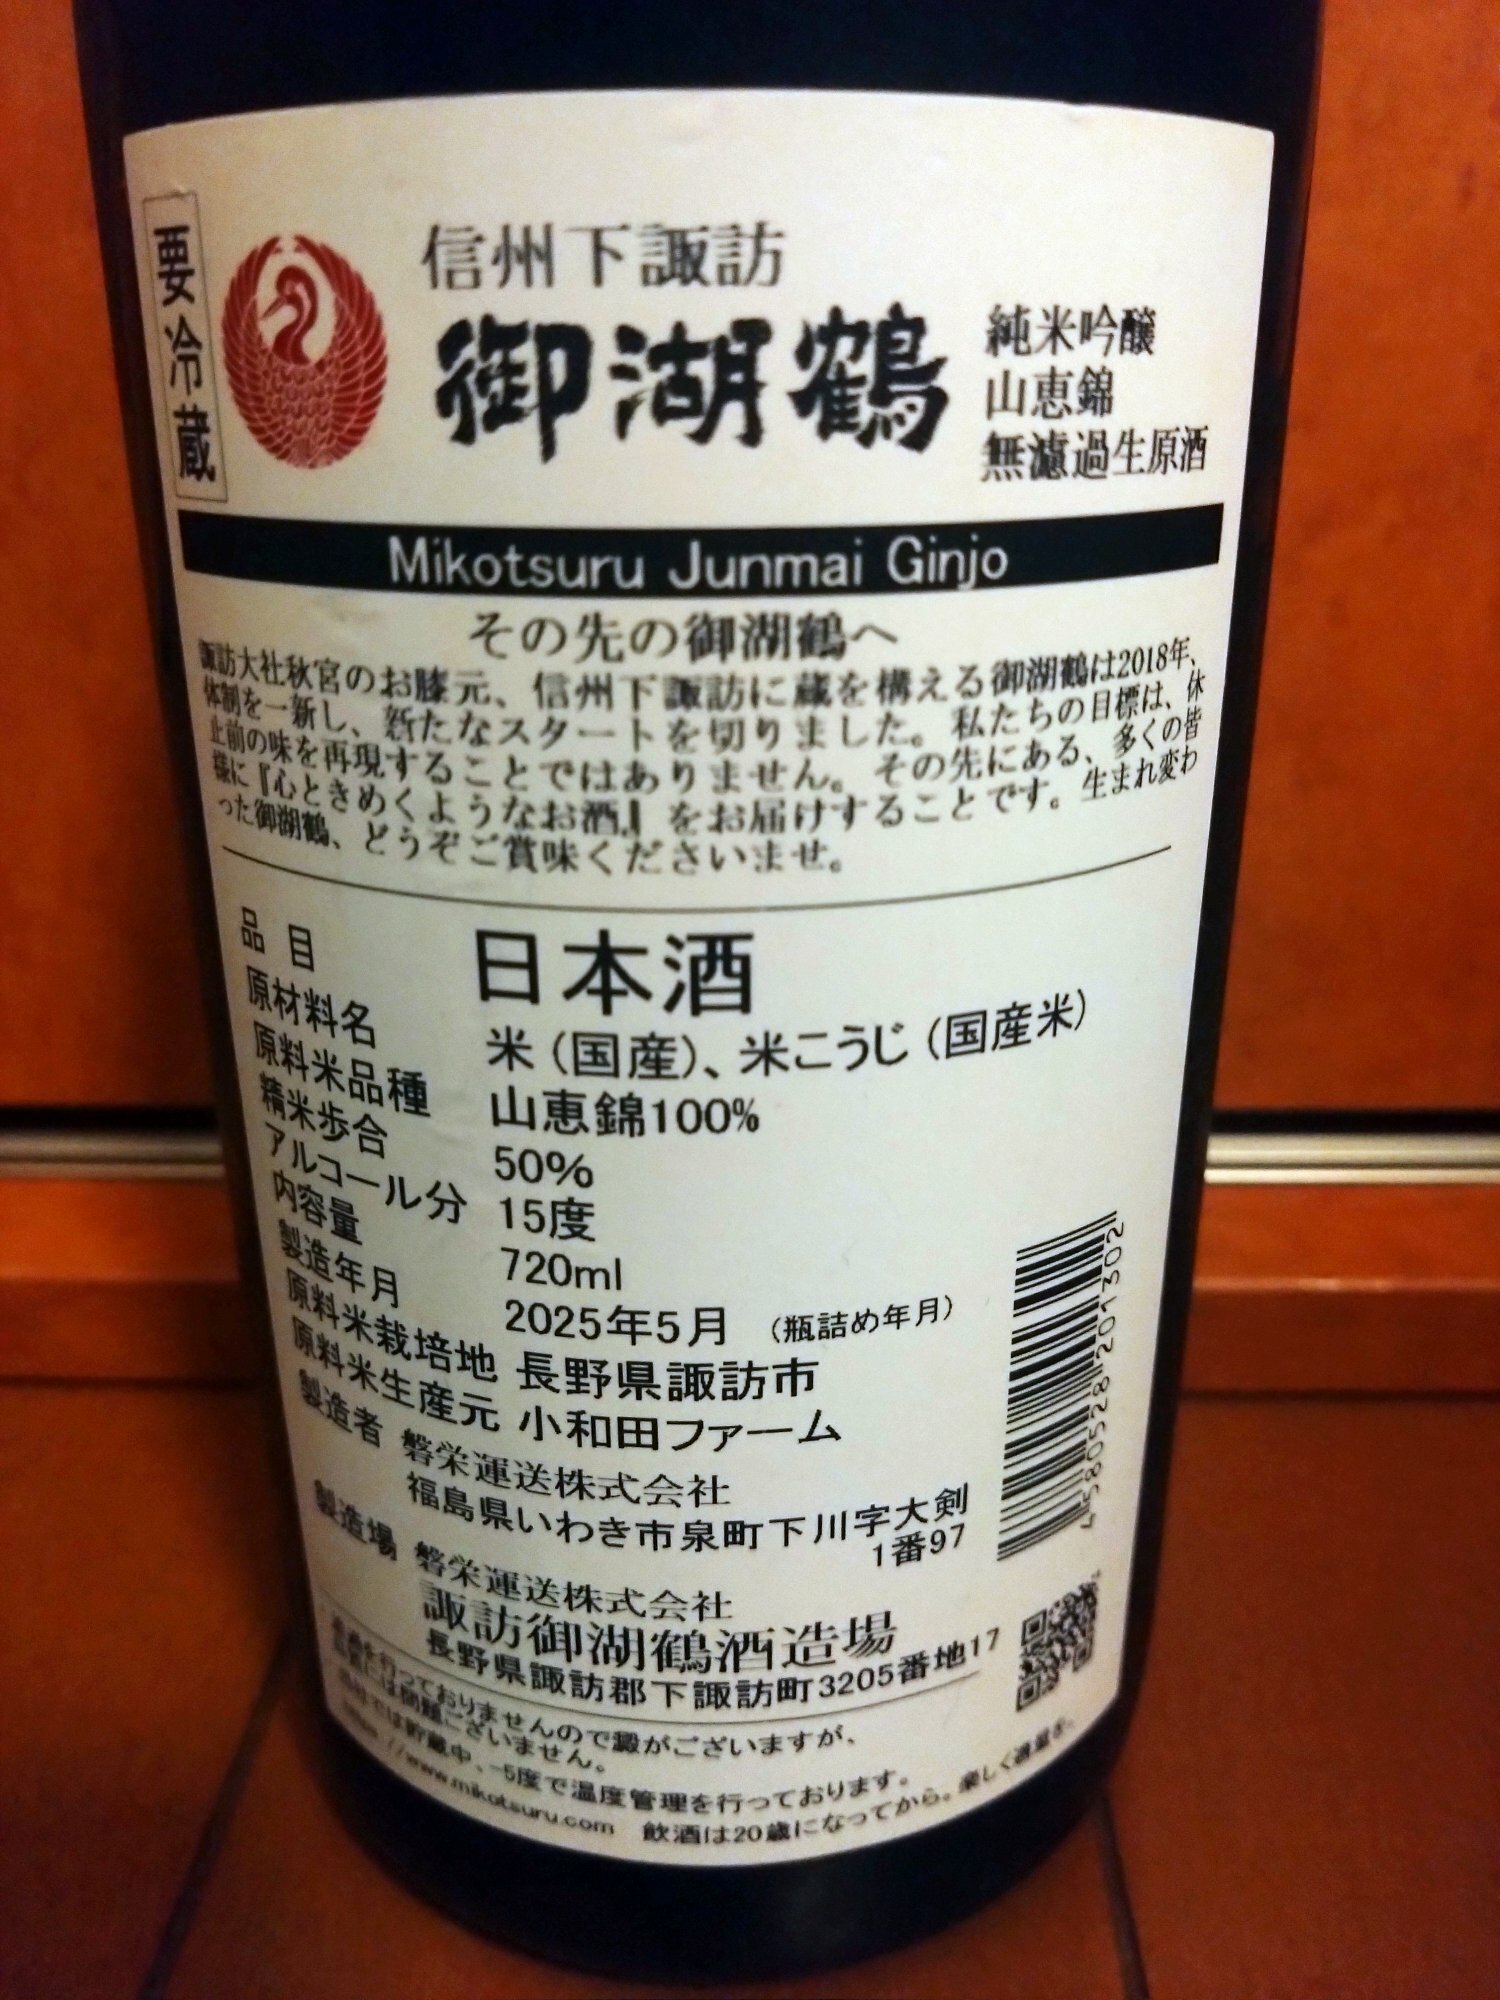 要冷蔵
信州下諏訪
御湖鶴
純米吟醸
山恵錦
無濾過生原酒
Mikotsuru Junmai Ginjo
その先の御湖鶴へ
諏訪大社秋宮のお膝元、信州下諏訪に蔵を構える御湖鶴は2018年、
体制を一新し、新たなスタートを切りました。私たちの目標は、休
止前の味を再現することではありません。その先にある、多くの皆
様に『心ときめくようなお酒』をお届けすることです。生まれ変わ
った御湖鶴、どうぞご賞味くださいませ。
品目 日本酒
原材料名 米（国産）、米こうじ（国産米）
原料米品種 山恵錦100%
精米歩合 50%
アルコール分 15度
内容量 720ml
製造年月 2025年5月 （瓶詰め年月）
原料米栽培地 長野県諏訪市
原料米生産元 小和田ファーム
製造者 磐栄運送株式会社
福島県いわき市泉町下川字大剣
1番97
製造場 磐栄運送株式会社
諏訪御湖鶴酒造場
長野県諏訪郡下諏訪町3205番地17
を行っておりませんので澱がございますが、
には問題ございません。
では貯蔵中、-5度で温度管理を行っております。
://www.mikotsuru.com 飲酒は20歳になってから。楽しく適量を。
4580528201302